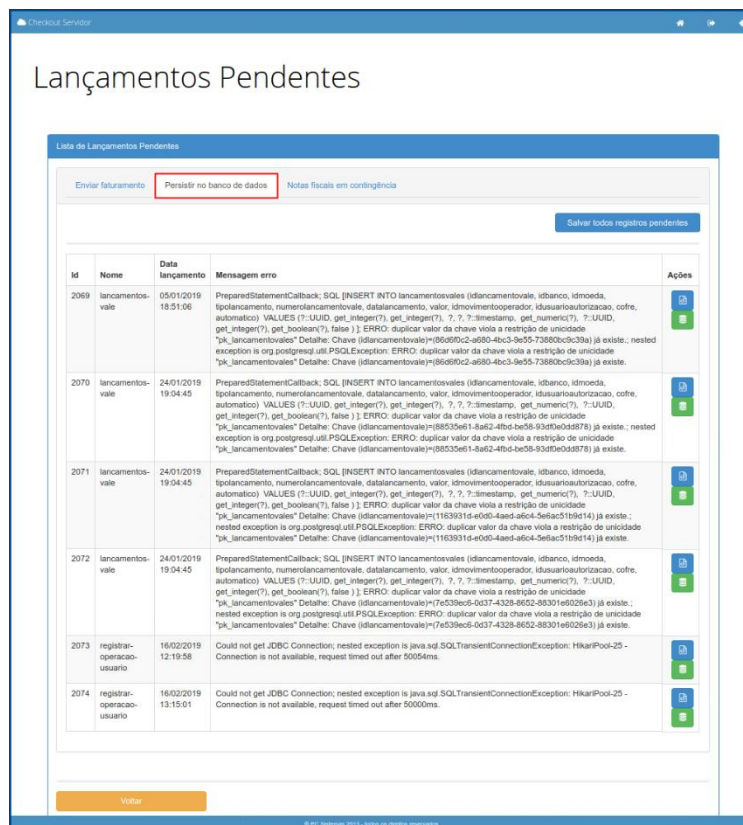 Checkout Servidor
Lançamentos Pendentes
Lista de Lançamentos Pendentes
Enviar faturamento Persistir no banco de dados Notas fiscais em contingência
Salvar todos registros pendentes
Id Nome Data lançamento Mensagem erro Ações
2069 lancamentos-vale 05/01/2019 18:51:06
PreparedStatementCallback; SQL [INSERT INTO lancamentosvales (idlancamentovale, idbanco, idmoeda,
tipolancamento, numerolancamentovale, datalancamento, valor, idmovimentooperador, idusuarioautorizacao, cofre,
automatico) VALUES (?::UUID, get_integer(?), get_integer(?), ?, ?, ?::timestamp, get_numeric(?), ?::UUID,
get_integer(?), get_boolean(?), false ) ]; ERRO: duplicar valor da chave viola a restrição de unicidade
"pk_lancamentovales" Detalhe: Chave (idlancamentovale)=(86d6f0c2-a680-4bc3-9e55-73880bc9c39a) já existe.; nested
exception is org.postgresql.util.PSQLException: ERRO: duplicar valor da chave viola a restrição de unicidade
"pk_lancamentovales" Detalhe: Chave (idlancamentovale)=(86d6f0c2-a680-4bc3-9e55-73880bc9c39a) já existe.
2070 lancamentos-vale 24/01/2019 19:04:45
PreparedStatementCallback; SQL [INSERT INTO lancamentosvales (idlancamentovale, idbanco, idmoeda,
tipolancamento, numerolancamentovale, datalancamento, valor, idmovimentooperador, idusuarioautorizacao, cofre,
automatico) VALUES (?::UUID, get_integer(?), get_integer(?), ?, ?, ?::timestamp, get_numeric(?), ?::UUID,
get_integer(?), get_boolean(?), false ) ]; ERRO: duplicar valor da chave viola a restrição de unicidade
"pk_lancamentovales" Detalhe: Chave (idlancamentovale)=(88535e61-8a62-4fbd-be58-93df0e0dd878) já existe.; nested
exception is org.postgresql.util.PSQLException: ERRO: duplicar valor da chave viola a restrição de unicidade
"pk_lancamentovales" Detalhe: Chave (idlancamentovale)=(88535e61-8a62-4fbd-be58-93df0e0dd878) já existe.
2071 lancamentos-vale 24/01/2019 19:04:45
PreparedStatementCallback; SQL [INSERT INTO lancamentosvales (idlancamentovale, idbanco, idmoeda,
tipolancamento, numerolancamentovale, datalancamento, valor, idmovimentooperador, idusuarioautorizacao, cofre,
automatico) VALUES (?::UUID, get_integer(?), get_integer(?), ?, ?, ?::timestamp, get_numeric(?), ?::UUID,
get_integer(?), get_boolean(?), false ) ]; ERRO: duplicar valor da chave viola a restrição de unicidade
"pk_lancamentovales" Detalhe: Chave (idlancamentovale)=(1163931d-e0d0-4aed-a6c4-5e6ac51b9d14) já existe.;
nested exception is org.postgresql.util.PSQLException: ERRO: duplicar valor da chave viola a restrição de unicidade
"pk_lancamentovales" Detalhe: Chave (idlancamentovale)=(1163931d-e0d0-4aed-a6c4-5e6ac51b9d14) já existe.
2072 lancamentos-vale 24/01/2019 19:04:45
PreparedStatementCallback; SQL [INSERT INTO lancamentosvales (idlancamentovale, idbanco, idmoeda,
tipolancamento, numerolancamentovale, datalancamento, valor, idmovimentooperador, idusuarioautorizacao, cofre,
automatico) VALUES (?::UUID, get_integer(?), get_integer(?), ?, ?, ?::timestamp, get_numeric(?), ?::UUID,
get_integer(?), get_boolean(?), false ) ]; ERRO: duplicar valor da chave viola a restrição de unicidade
"pk_lancamentovales" Detalhe: Chave (idlancamentovale)=(7e539ec6-0d37-4328-8652-88301e6026e3) já existe.;
nested exception is org.postgresql.util.PSQLException: ERRO: duplicar valor da chave viola a restrição de unicidade
"pk_lancamentovales" Detalhe: Chave (idlancamentovale)=(7e539ec6-0d37-4328-8652-88301e6026e3) já existe.
2073 registrar-operacao-usuario 16/02/2019 12:19:58
Could not get JDBC Connection; nested exception is java.sql.SQLTransientConnectionException: HikariPool-25 -
Connection is not available, request timed out after 50054ms.
2074 registrar-operacao-usuario 16/02/2019 13:15:01
Could not get JDBC Connection; nested exception is java.sql.SQLTransientConnectionException: HikariPool-25 -
Connection is not available, request timed out after 50000ms.
Voltar